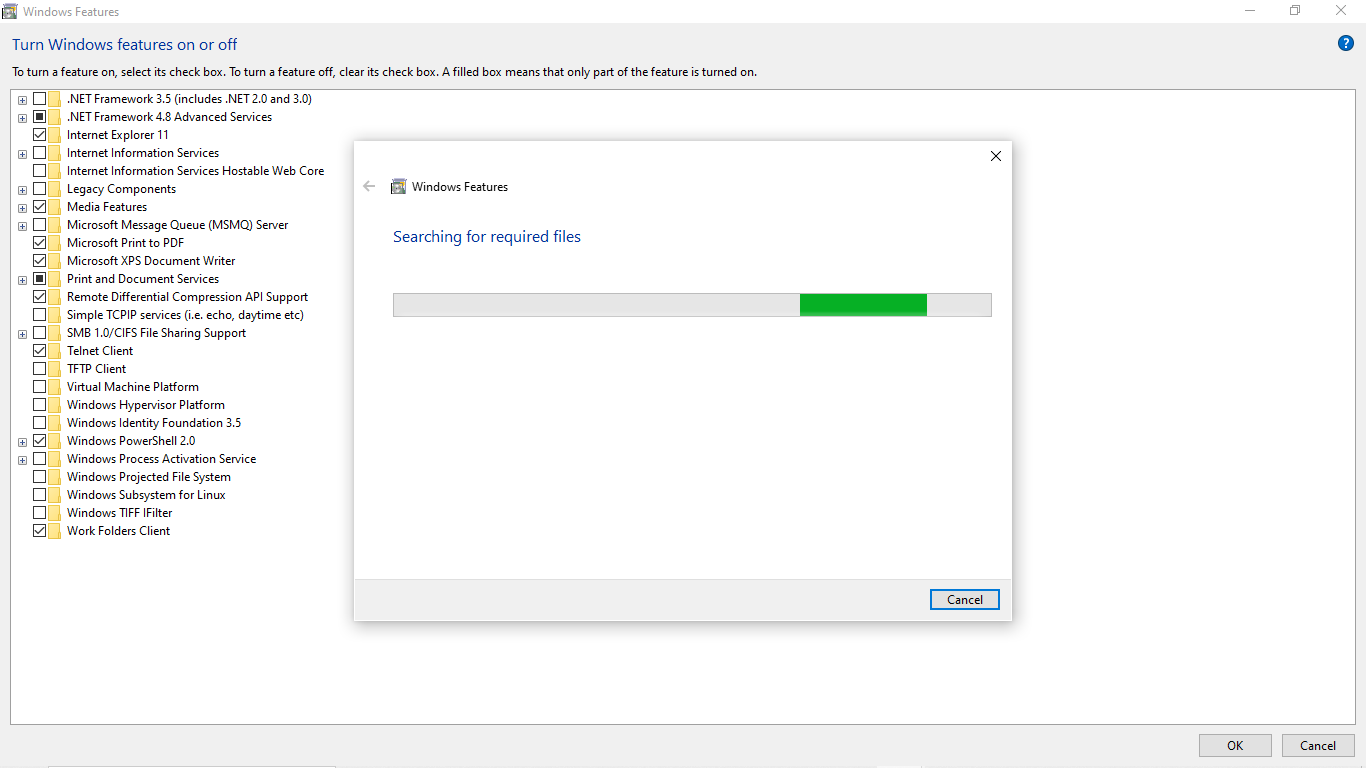 Windows Features
Turn Windows features on or off
?
To turn a feature on, select its check box. To turn a feature off, clear its check box. A filled box means that only part of the feature is turned on.
.NET Framework 3.5 (includes .NET 2.0 and 3.0)
.NET Framework 4.8 Advanced Services
Internet Explorer 11
Internet Information Services
Internet Information Services Hostable Web Core
Legacy Components
Media Features
Microsoft Message Queue (MSMQ) Server
Microsoft Print to PDF
Microsoft XPS Document Writer
Print and Document Services
Remote Differential Compression API Support
Simple TCPIP services (i.e. echo, daytime etc)
SMB 1.0/CIFS File Sharing Support
Telnet Client
TFTP Client
Virtual Machine Platform
Windows Hypervisor Platform
Windows Identity Foundation 3.5
Windows PowerShell 2.0
Windows Process Activation Service
Windows Projected File System
Windows Subsystem for Linux
Windows TIFF IFilter
Work Folders Client
Windows Features
Searching for required files
Cancel
OK Cancel